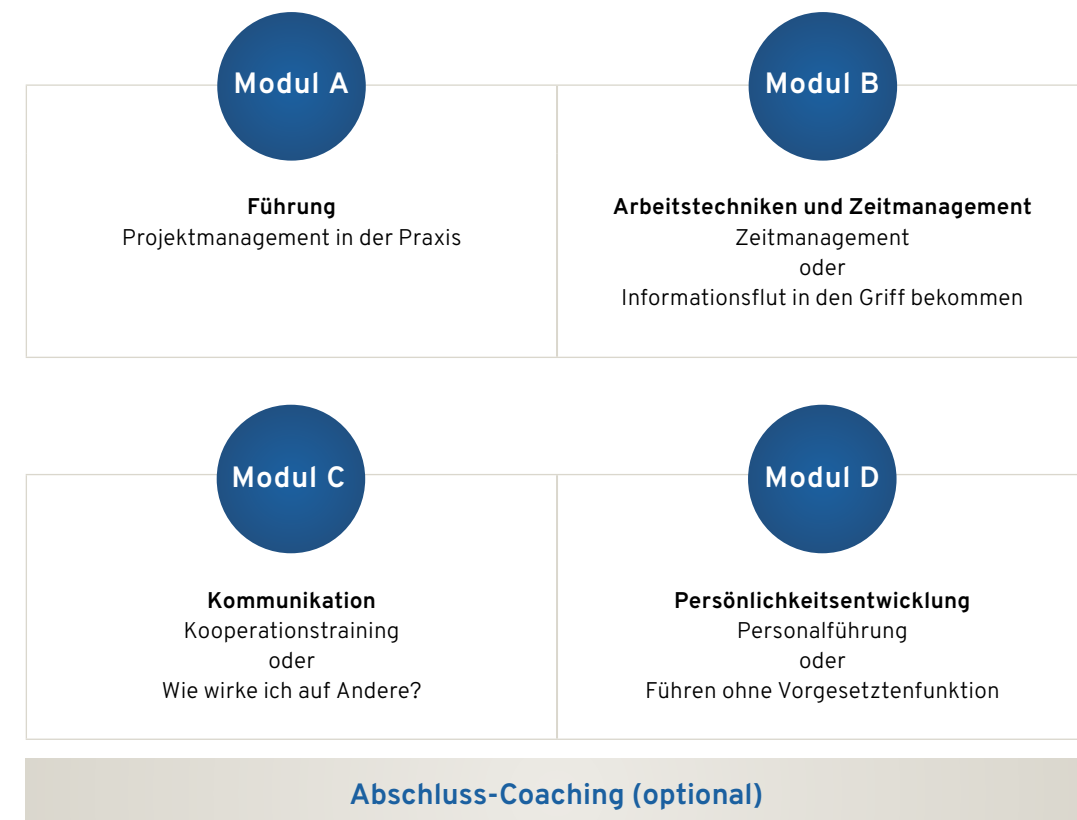 Modul A
Führung
Projektmanagement in der Praxis
Modul B
Arbeitstechniken und Zeitmanagement
Zeitmanagement
oder
Informationsflut in den Griff bekommen
Modul C
Kommunikation
Kooperationstraining
oder
Wie wirke ich auf Andere?
Modul D
Persönlichkeitsentwicklung
Personalführung
oder
Führen ohne Vorgesetztenfunktion
Abschluss-Coaching (optional)